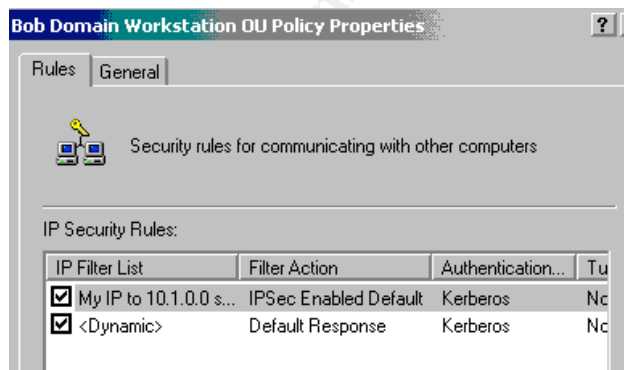 Bob Domain Workstation OU Policy Properties ?
Rules General
Security rules for communicating with other computers
IP Security Rules:
IP Filter List Filter Action Authentication... Tu
My IP to 10.1.0.0 s... IPSec Enabled Default Kerberos No
<Dynamic> Default Response Kerberos No